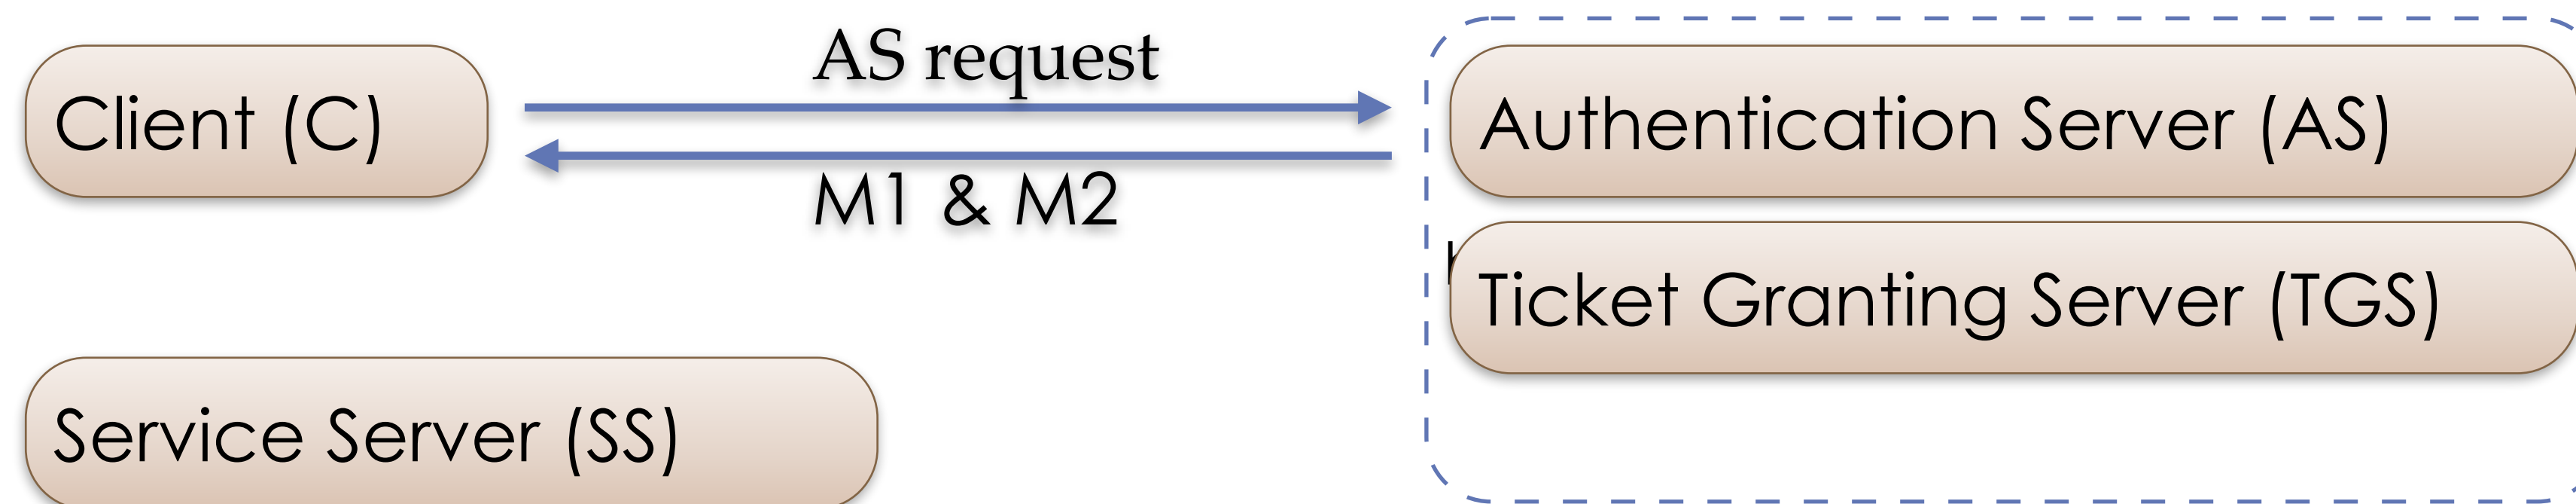 AS request
Client (C)
Authentication Server (AS)
M1 & M2
Ticket Granting Server (TGS)
Service Server (SS)